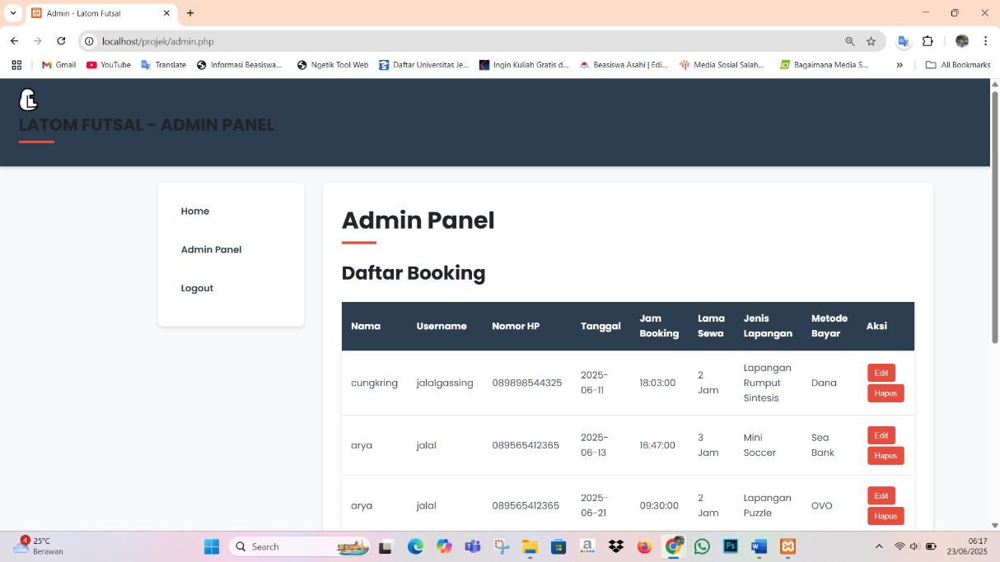 Admin - Latom Futsal
localhost/projek/admin.php
Gmail YouTube Translate Informasi Beasiswa... Ngetik Tool Web Daftar Universitas Je... Ingin Kuliah Gratis d... Beasiswa Asahi | Edi... Media Sosial Salah... Bagaimana Media S... » All Bookmarks
LATOM FUTSAL - ADMIN PANEL
Home
Admin Panel
Logout
Admin Panel
Daftar Booking
Nama Username Nomor HP Tanggal Jam Booking Lama Sewa Jenis Lapangan Metode Bayar Aksi
cungkring jalalgassing 089898544325 2025-06-11 18:03:00 2 Jam Lapangan Rumput Sintesis Dana Edit Hapus
arya jalal 089565412365 2025-06-13 16:47:00 3 Jam Mini Soccer Sea Bank Edit Hapus
arya jalal 089565412365 2025-06-21 09:30:00 2 Jam Lapangan Puzzle OVO Edit Hapus
4 25°C
Berawan
Search
06:17
23/06/2025